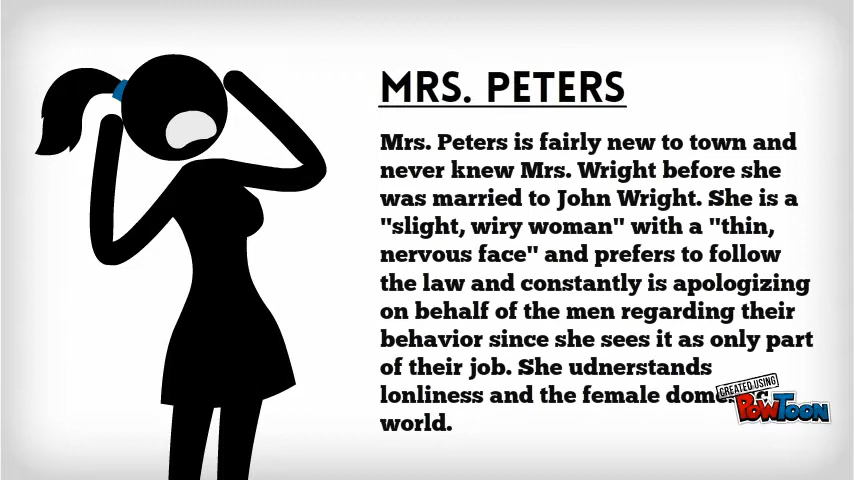 MRS. PETERS
Mrs. Peters is fairly new to town and
never knew Mrs. Wright before she
was married to John Wright. She is a
"slight, wiry woman" with a "thin,
nervous face" and prefers to follow
the law and constantly is apologizing
on behalf of the men regarding their
behavior since she sees it as only part
of their job. She udnerstands
lonliness and the female
world.
CREATED USING
POWTOON